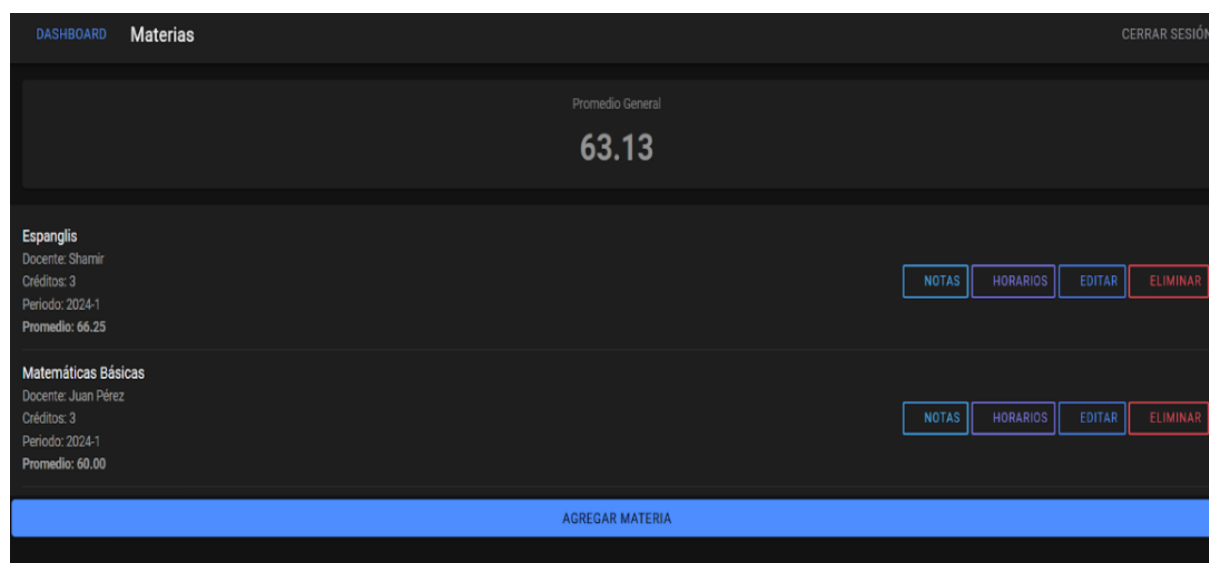 DASHBOARD Materias CERRAR SESIÓN
Promedio General
63.13
Espanglis
Docente: Shamir
Créditos: 3
Periodo: 2024-1
Promedio: 66.25
NOTAS HORARIOS EDITAR ELIMINAR
Matemáticas Básicas
Docente: Juan Pérez
Créditos: 3
Periodo: 2024-1
Promedio: 60.00
NOTAS HORARIOS EDITAR ELIMINAR
AGREGAR MATERIA